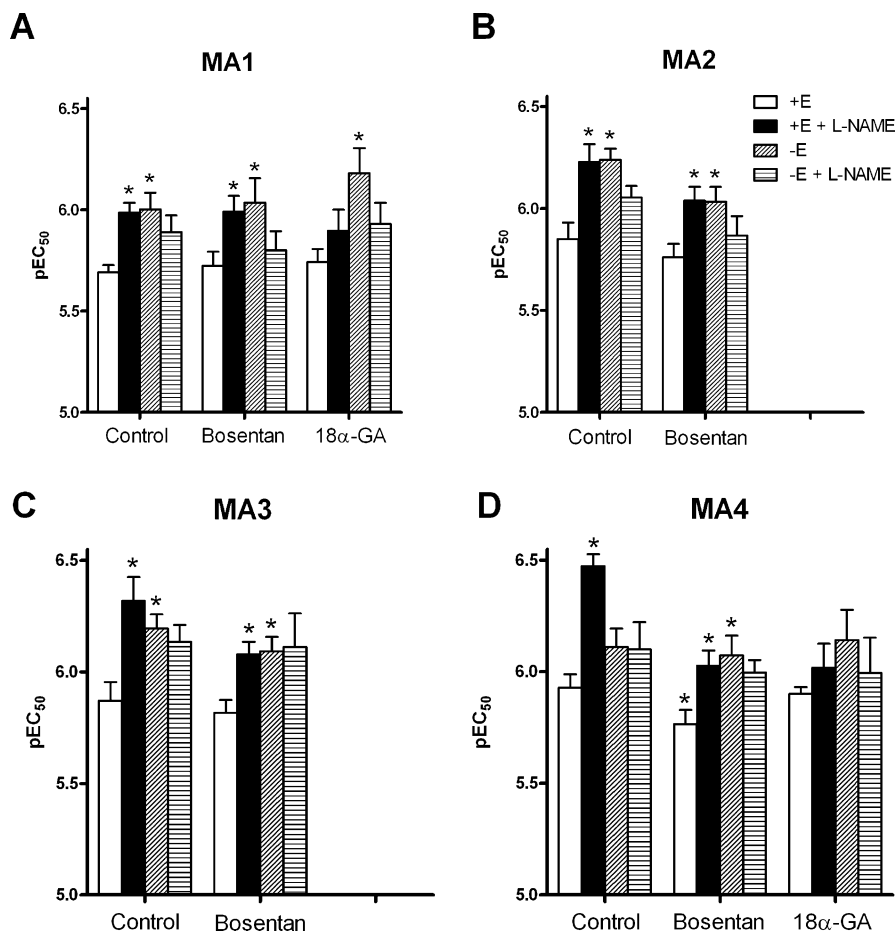 A
MA1
6.5
6.0
5.5
5.0
pEC50
* * * * *
Control Bosentan 18α-GA
B
MA2
6.5
6.0
5.5
5.0
pEC50
* * * *
+E
+E + L-NAME
-E
-E + L-NAME
Control Bosentan
C
MA3
6.5
6.0
5.5
5.0
pEC50
* * * *
Control Bosentan
D
MA4
6.5
6.0
5.5
5.0
pEC50
* * * *
Control Bosentan 18α-GA